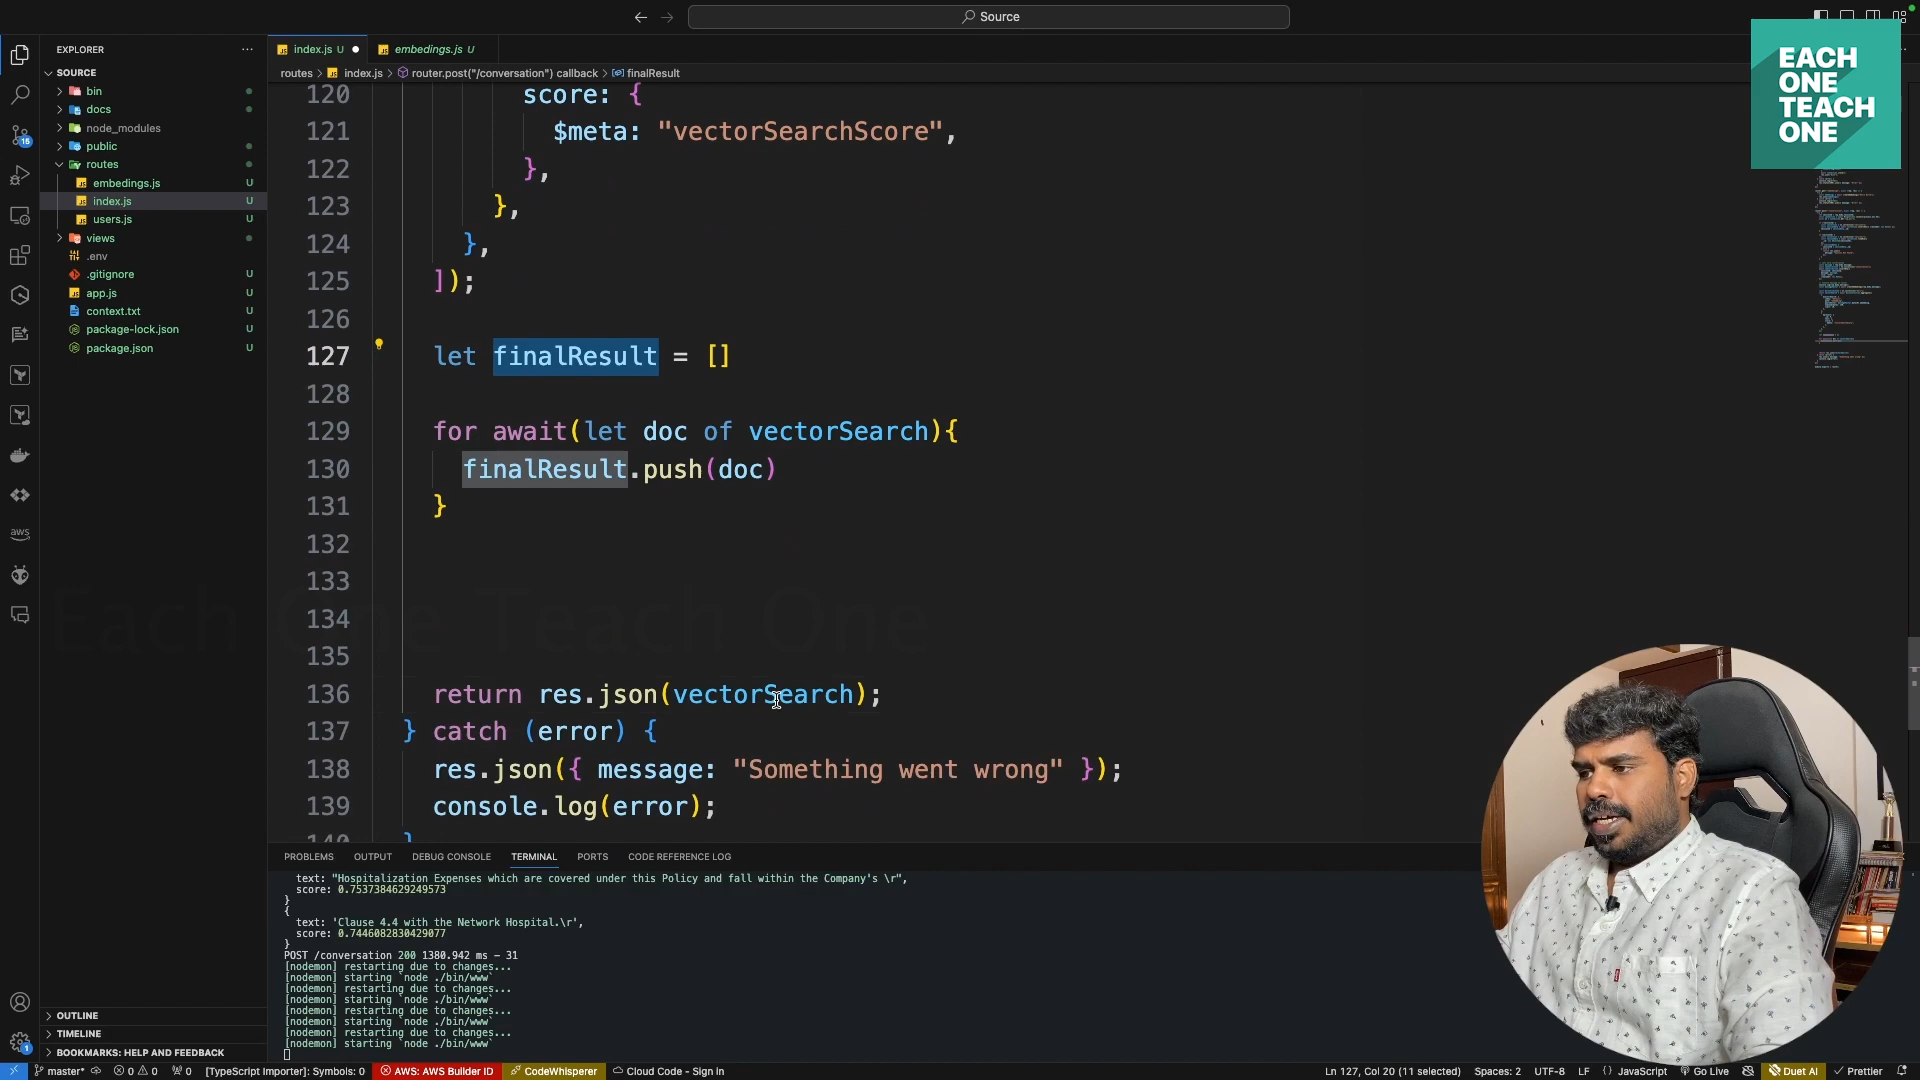 Source
EXPLORER
index.js U
embedings.js U
EACH
ONE
TEACH
ONE
SOURCE
routes > index.js > router.post("/conversation") callback > finalResult
bin
docs
node_modules
public
routes
embedings.js U
index.js U
users.js U
views
.env
.gitignore U
app.js U
context.txt U
package-lock.json U
package.json U
16
aws
1
120 score: {
121 $meta: "vectorSearchScore",
122 },
123 },
124 },
125 ]);
126
127 let finalResult = []
128
129 for await(let doc of vectorSearch){
130 finalResult.push(doc)
131 }
132
133
134
135
136 return res.json(vectorSearch);
137 } catch (error) {
138 res.json({ message: "Something went wrong" });
139 console.log(error);
140 }
Each One Teach One
PROBLEMS OUTPUT DEBUG CONSOLE TERMINAL PORTS CODE REFERENCE LOG
text: "Hospitalization Expenses which are covered under this Policy and fall within the Company's \r",
score: 0.7537384629249573
}
{
text: 'Clause 4.4 with the Network Hospital.\r',
score: 0.7446082830429077
}
POST /conversation 200 1380.942 ms - 31
[nodemon] restarting due to changes...
[nodemon] starting `node ./bin/www`
[nodemon] restarting due to changes...
[nodemon] starting `node ./bin/www`
[nodemon] restarting due to changes...
[nodemon] starting `node ./bin/www`
[nodemon] restarting due to changes...
[nodemon] starting `node ./bin/www`
OUTLINE
TIMELINE
BOOKMARKS: HELP AND FEEDBACK
master* 0 0 0 [TypeScript Importer]: Symbols: 0 AWS: AWS Builder ID CodeWhisperer Cloud Code - Sign in Ln 127, Col 20 (11 selected) Spaces: 2 UTF-8 LF {} JavaScript Go Live Duet AI Prettier